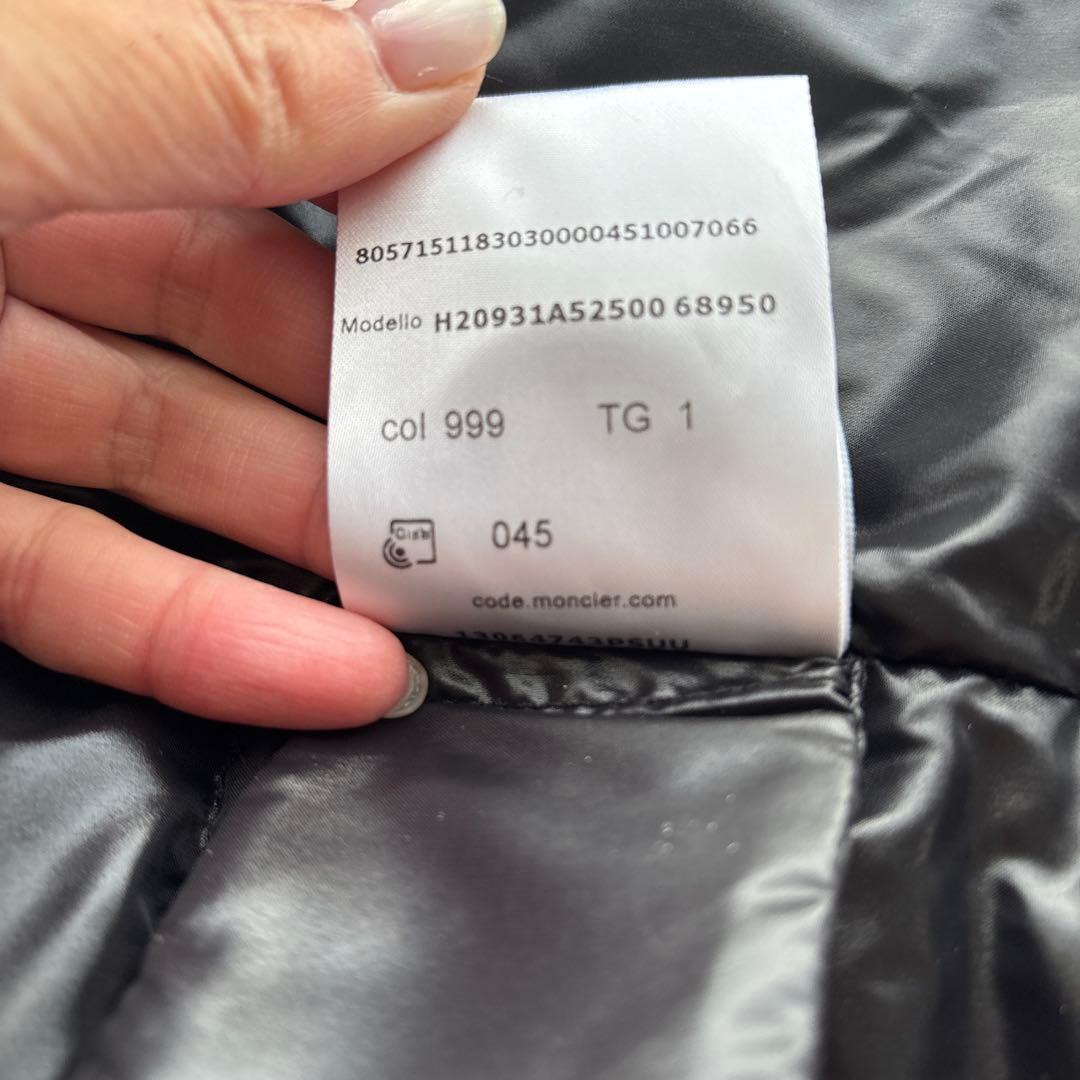 8057151183030000451007066
Modello H20931A52500 68950
col 999 TG 1
045
code.moncler.com